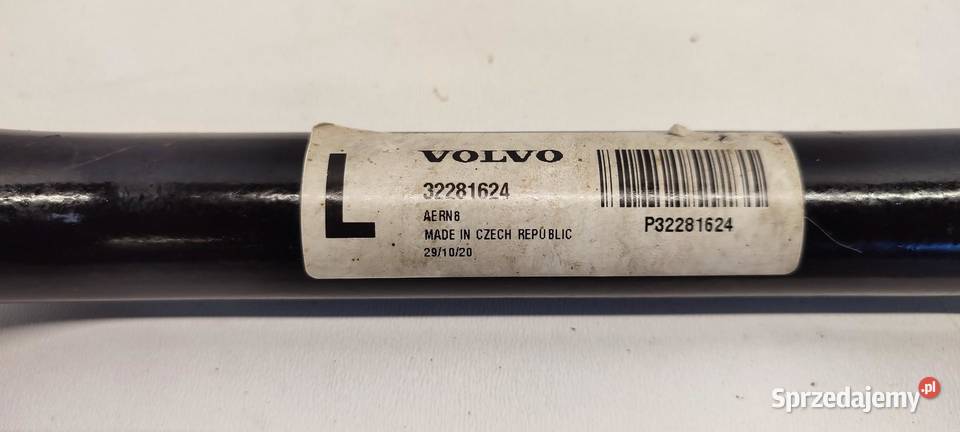 L
VOLVO
32281624
AERN8
MADE IN CZECH REPUBLIC
29/10/20
P32281624
Sprzedajemy.pl